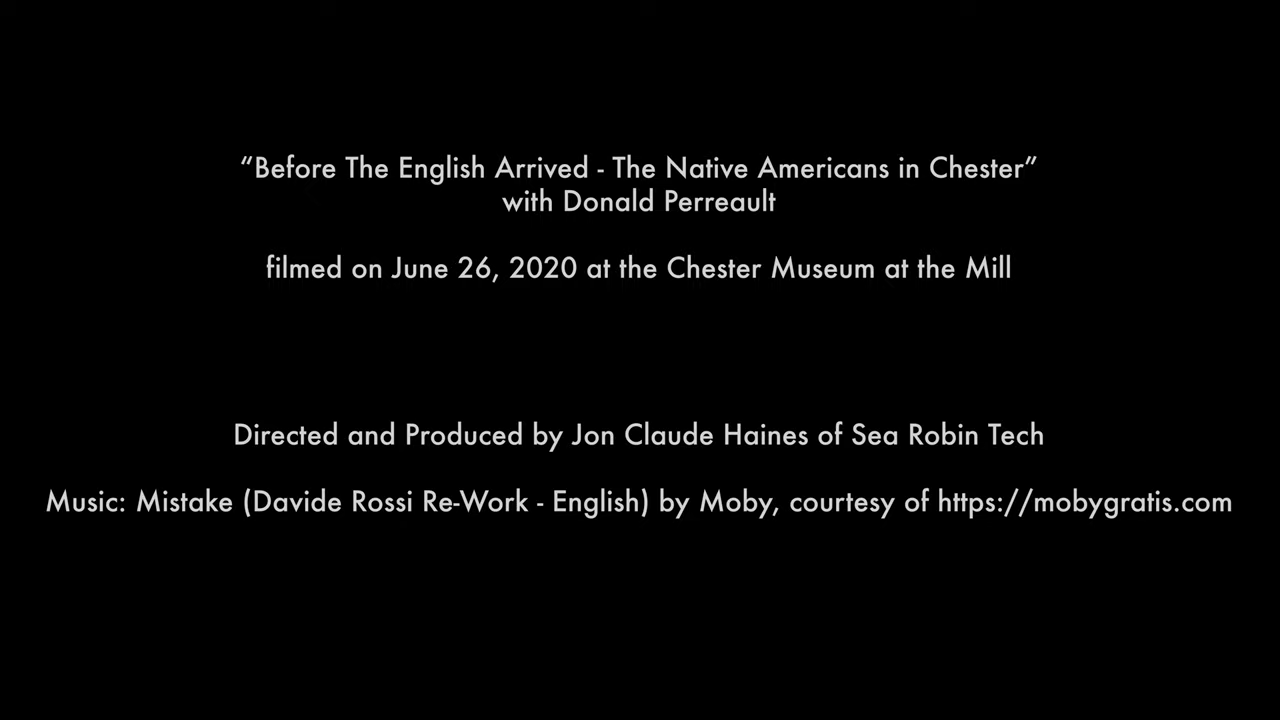 “Before The English Arrived - The Native Americans in Chester”
with Donald Perreault
filmed on June 26, 2020 at the Chester Museum at the Mill
Directed and Produced by Jon Claude Haines of Sea Robin Tech
Music: Mistake (Davide Rossi Re-Work - English) by Moby, courtesy of https://mobygratis.com